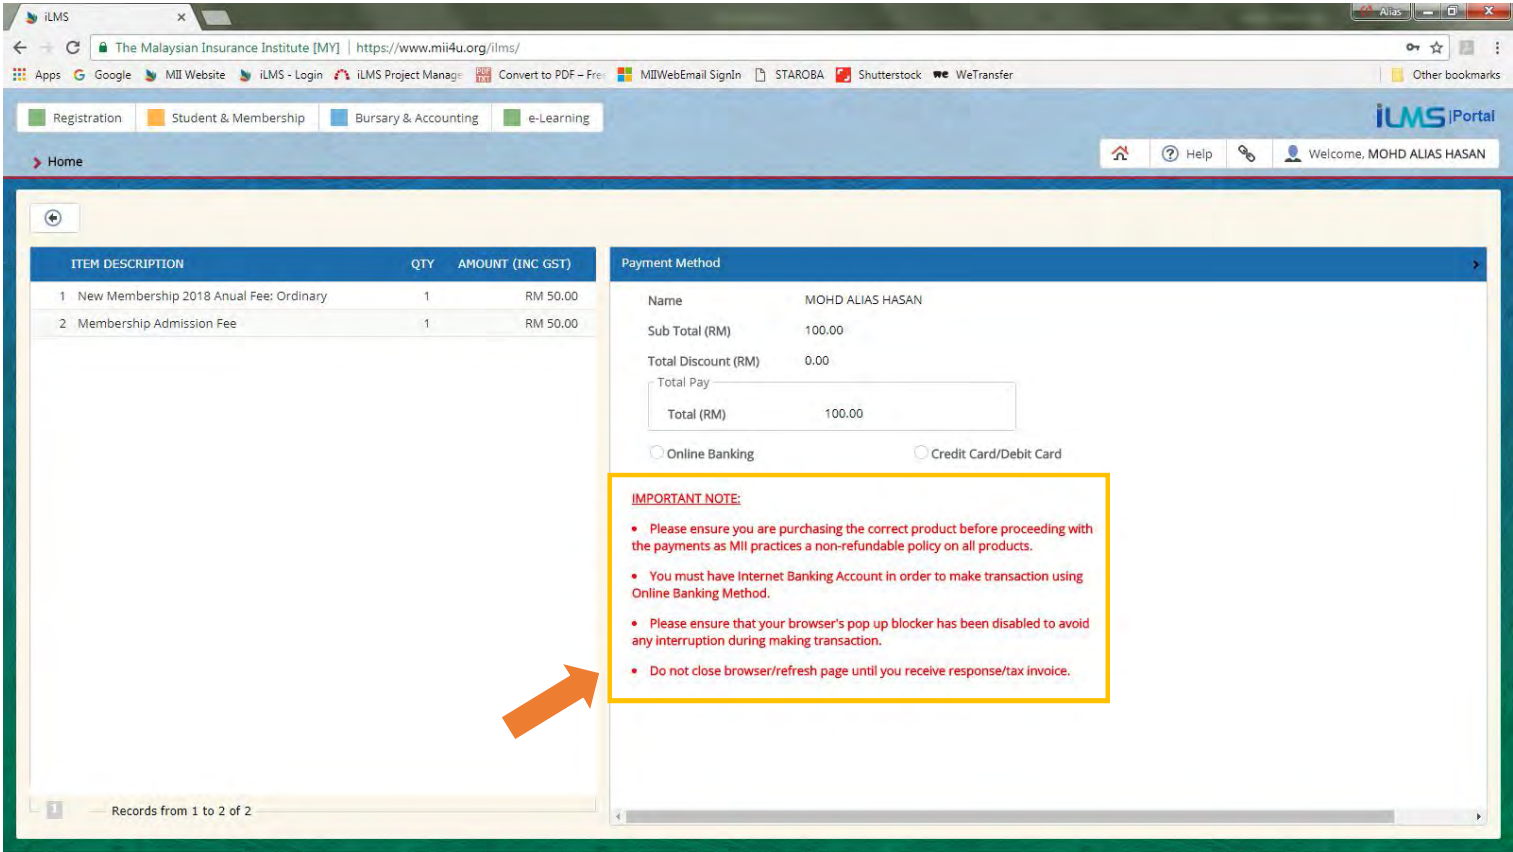 iLMS
Alias
The Malaysian Insurance Institute [MY] | https://www.mii4u.org/ilms/
Apps Google MII Website iLMS - Login iLMS Project Manage Convert to PDF – Fre MIIWebEmail SignIn STAROBA Shutterstock we WeTransfer Other bookmarks
Registration Student & Membership Bursary & Accounting e-Learning
iLMS |Portal
Home
Help Welcome, MOHD ALIAS HASAN
ITEM DESCRIPTION QTY AMOUNT (INC GST)
1 New Membership 2018 Anual Fee: Ordinary 1 RM 50.00
2 Membership Admission Fee 1 RM 50.00
Records from 1 to 2 of 2
Payment Method
Name MOHD ALIAS HASAN
Sub Total (RM) 100.00
Total Discount (RM) 0.00
Total Pay
Total (RM) 100.00
Online Banking Credit Card/Debit Card
IMPORTANT NOTE:
• Please ensure you are purchasing the correct product before proceeding with
the payments as MII practices a non-refundable policy on all products.
• You must have Internet Banking Account in order to make transaction using
Online Banking Method.
• Please ensure that your browser's pop up blocker has been disabled to avoid
any interruption during making transaction.
• Do not close browser/refresh page until you receive response/tax invoice.